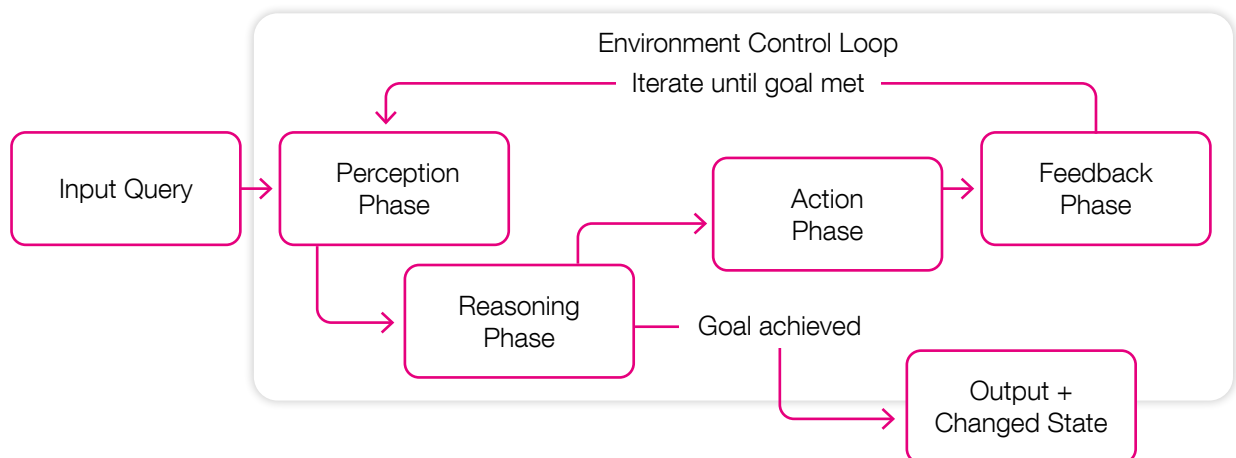 Environment Control Loop
Iterate until goal met
Input Query
Perception
Phase
Action
Phase
Feedback
Phase
Reasoning
Phase
Goal achieved
Output +
Changed State